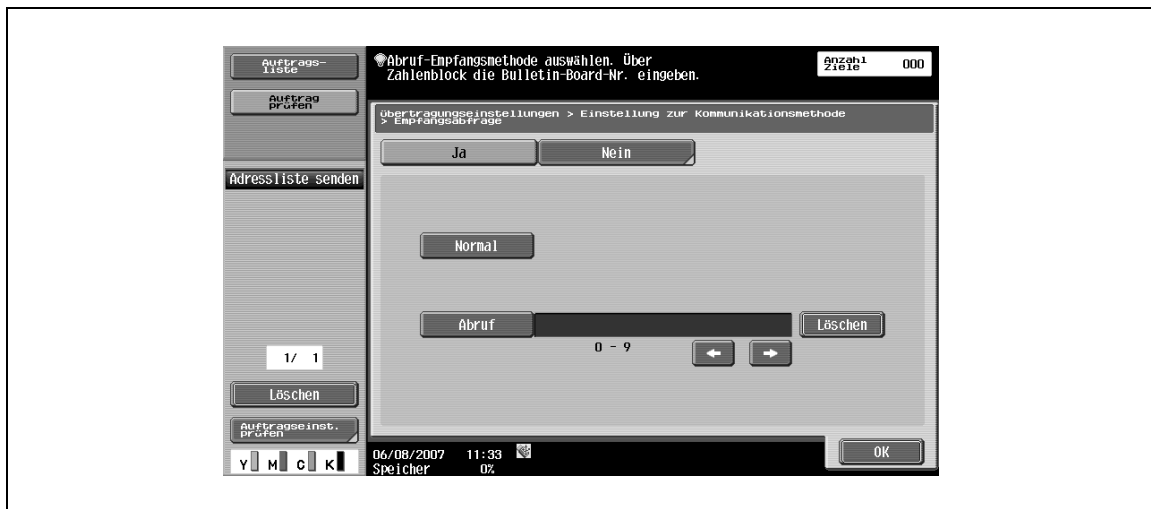 Auftrags-
liste
Auftrag
prüfen
Adressliste senden
1/ 1
Löschen
Auftragseinst.
prüfen
Y M C K
Abruf-Empfangsmethode auswählen. Über
Zahlenblock die Bulletin-Board-Nr. eingeben.
Anzahl
Ziele 000
Übertragungseinstellungen > Einstellung zur Kommunikationsmethode
> Empfangsabfrage
Ja Nein
Normal
Abruf Löschen
0 - 9
06/08/2007 11:33
Speicher 0%
OK